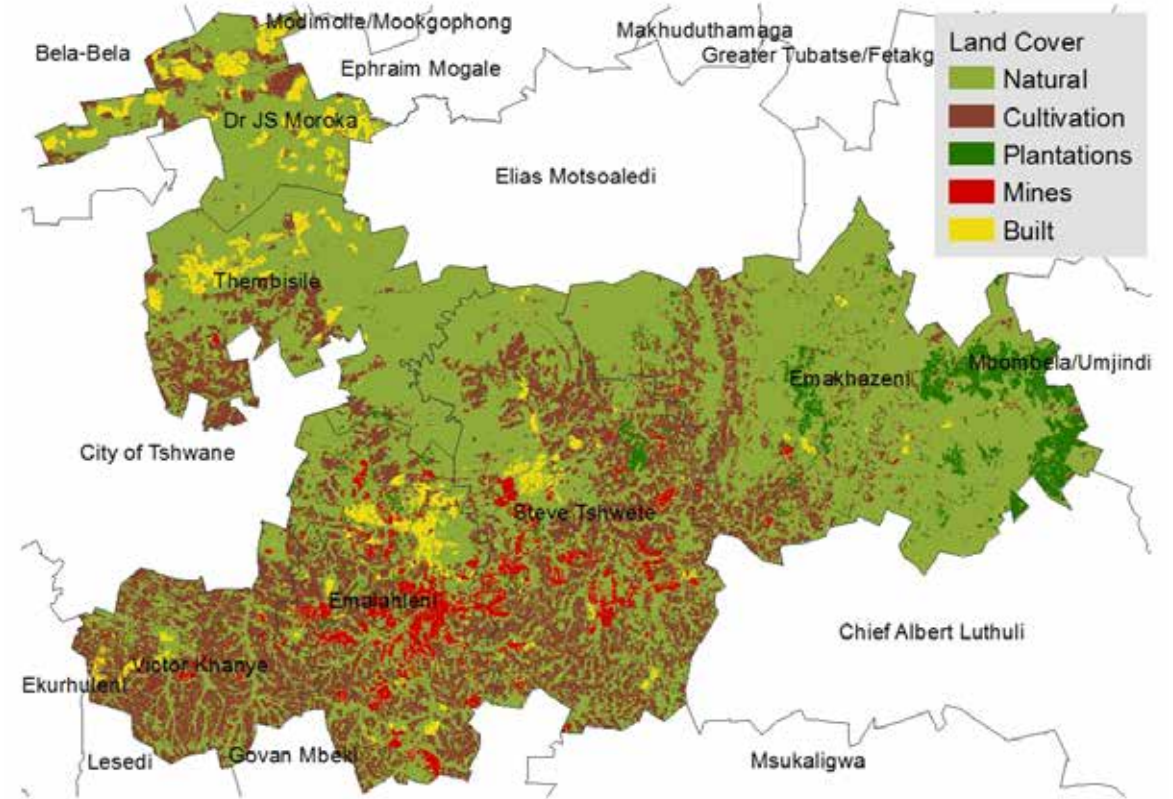 Modimolle/Mookgophong
Bela-Bela
Ephraim Mogale
Makhuduthamaga
Greater Tubatse/Fetakg
Dr JS Moroka
Elias Motsoaledi
Land Cover
Natural
Cultivation
Plantations
Mines
Built
Thembisile
Emakhazeni
Mbombela/Umjindi
City of Tshwane
Steve Tshwete
Emalahleni
Chief Albert Luthuli
Victor Khanye
Ekurhuleni
Lesedi
Govan Mbeki
Msukaligwa